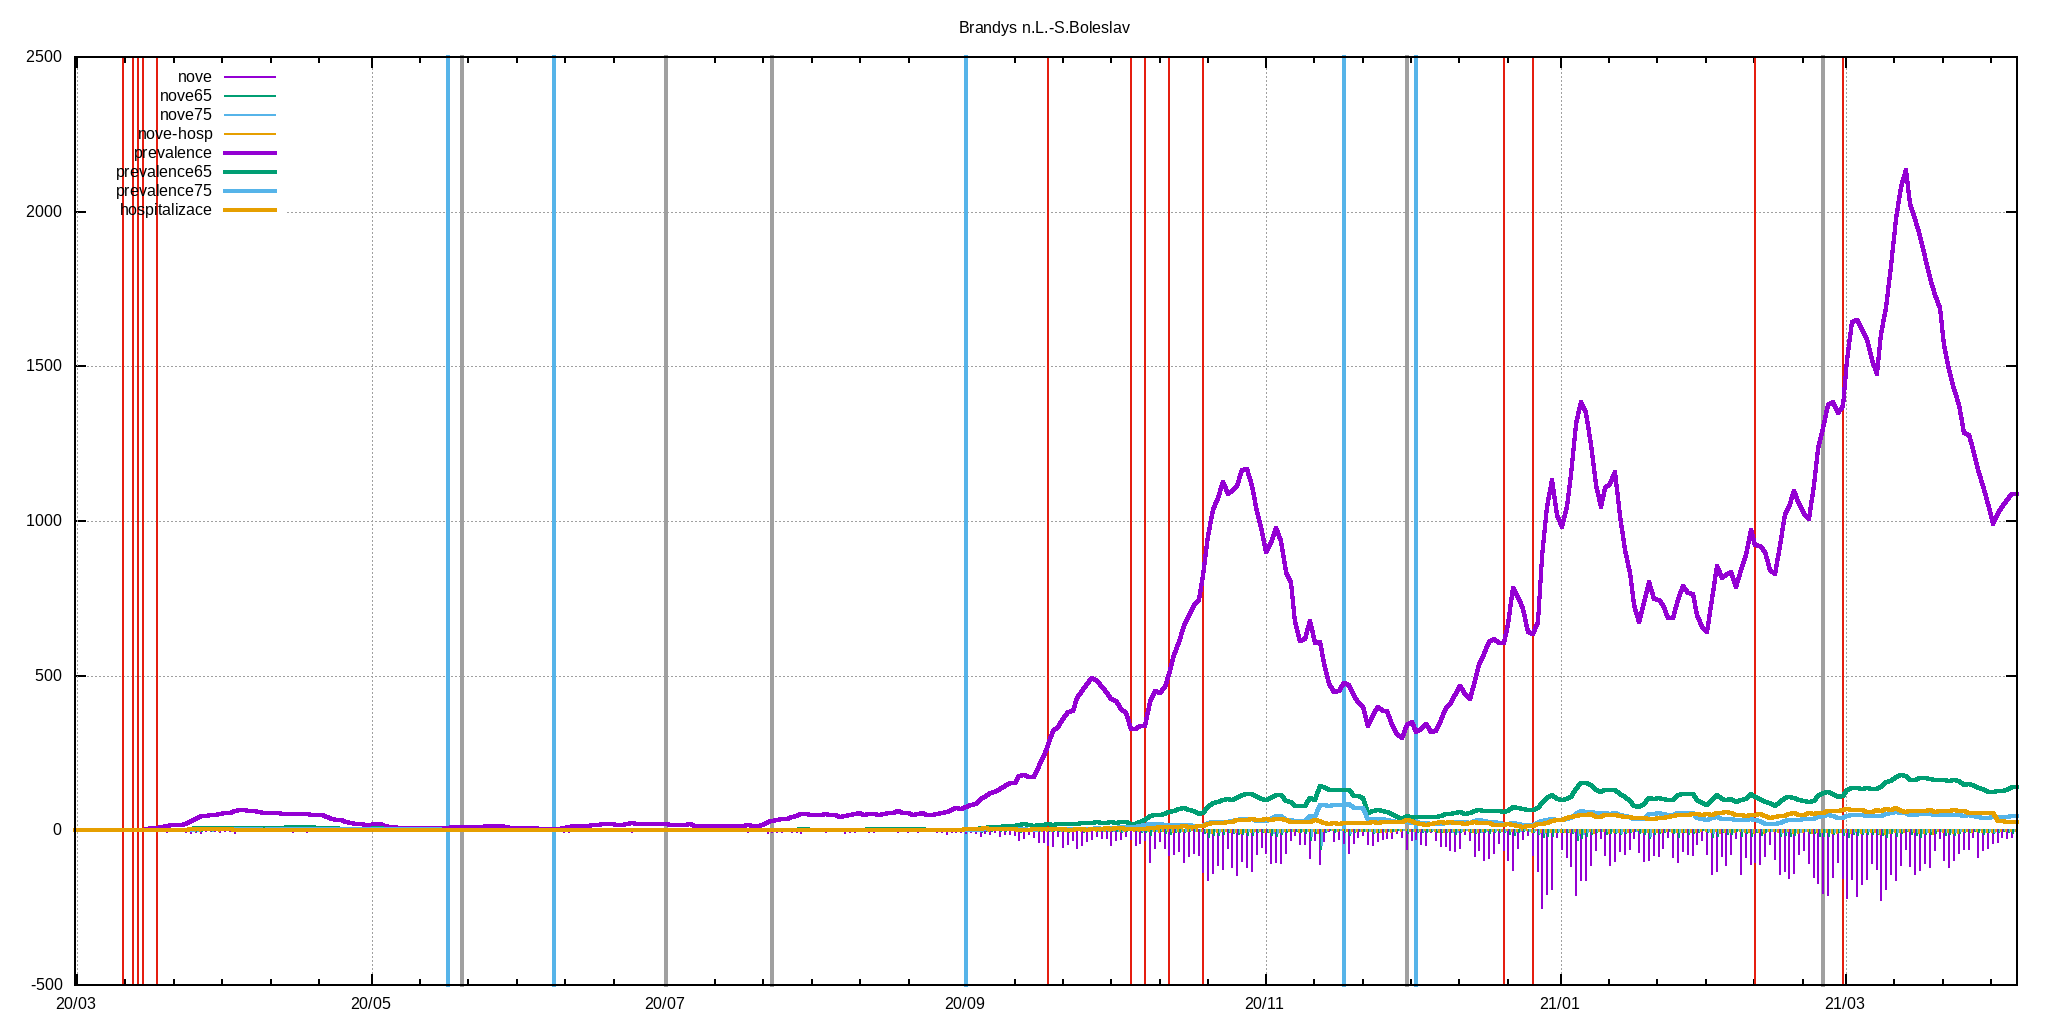 Brandys n.L.-S.Boleslav
2500
2000
1500
1000
500
0
-500
nove
nove65
nove75
nove-hosp
prevalence
prevalence65
prevalence75
hospitalizace
20/03 20/05 20/07 20/09 20/11 21/01 21/03